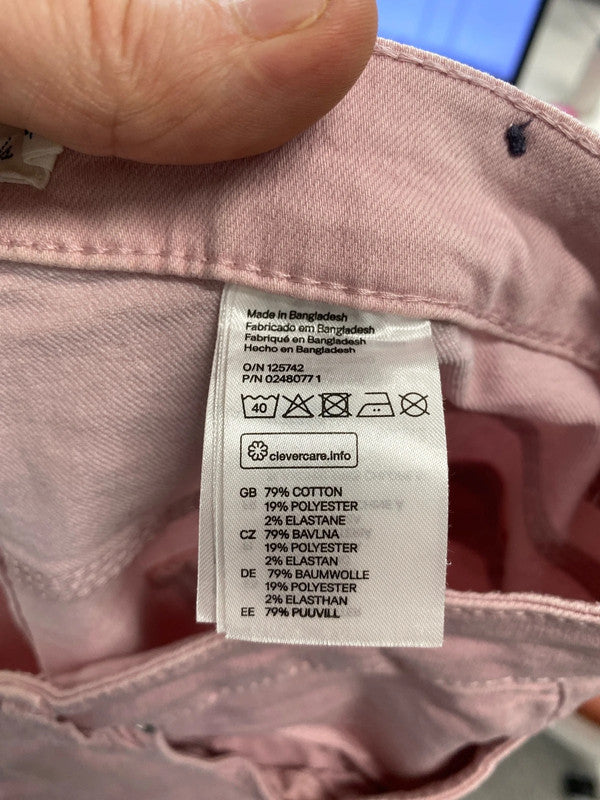 Made in Bangladesh
Fabricado em Bangladesh
Fabriqué en Bangladesh
Hecho en Bangladesh
O/N 125742
P/N 02480771
40
clevercare.info
GB 79% COTTON
19% POLYESTER
2% ELASTANE
CZ 79% BAVLNA
19% POLYESTER
2% ELASTAN
DE 79% BAUMWOLLE
19% POLYESTER
2% ELASTHAN
EE 79% PUUVILL